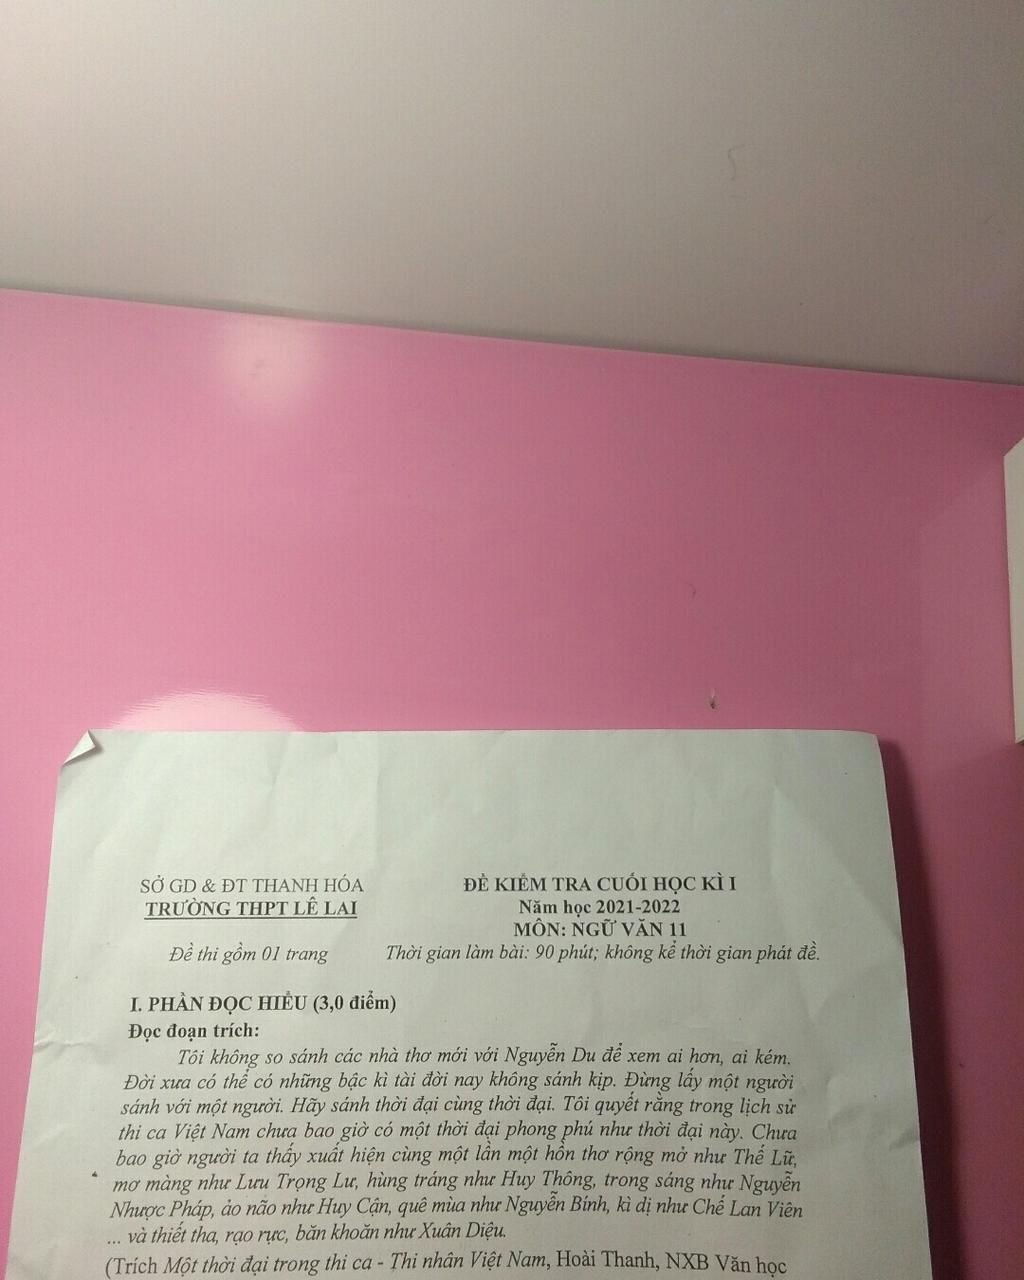 SỞ GD & ĐT THANH HÓA
TRƯỜNG THPT LÊ LAI
Đề thi gồm 01 trang
ĐỀ KIỂM TRA CUỐI HỌC KÌ I
Năm học 2021-2022
MÔN: NGỮ VĂN 11
Thời gian làm bài: 90 phút; không kể thời gian phát đề.
I. PHẦN ĐỌC HIỂU (3,0 điểm)
Đọc đoạn trích:
Tôi không so sánh các nhà thơ mới với Nguyễn Du để xem ai hơn, ai kém.
Đời xưa có thể có những bậc kì tài đời nay không sánh kịp. Đừng lấy một người
sánh với một người. Hãy sánh thời đại cùng thời đại. Tôi quyết rằng trong lịch sử
thi ca Việt Nam chưa bao giờ có một thời đại phong phú như thời đại này. Chưa
bao giờ người ta thấy xuất hiện cùng một lần một hồn thơ rộng mở như Thế Lữ,
mơ màng như Lưu Trọng Lư, hùng tráng như Huy Thông, trong sáng như Nguyễn
Nhược Pháp, ảo não như Huy Cận, quê mùa như Nguyễn Bính, kì dị như Chế Lan Viên
... và thiết tha, rạo rực, băn khoăn như Xuân Diệu.
(Trích Một thời đại trong thi ca - Thi nhân Việt Nam, Hoài Thanh, NXB Văn học